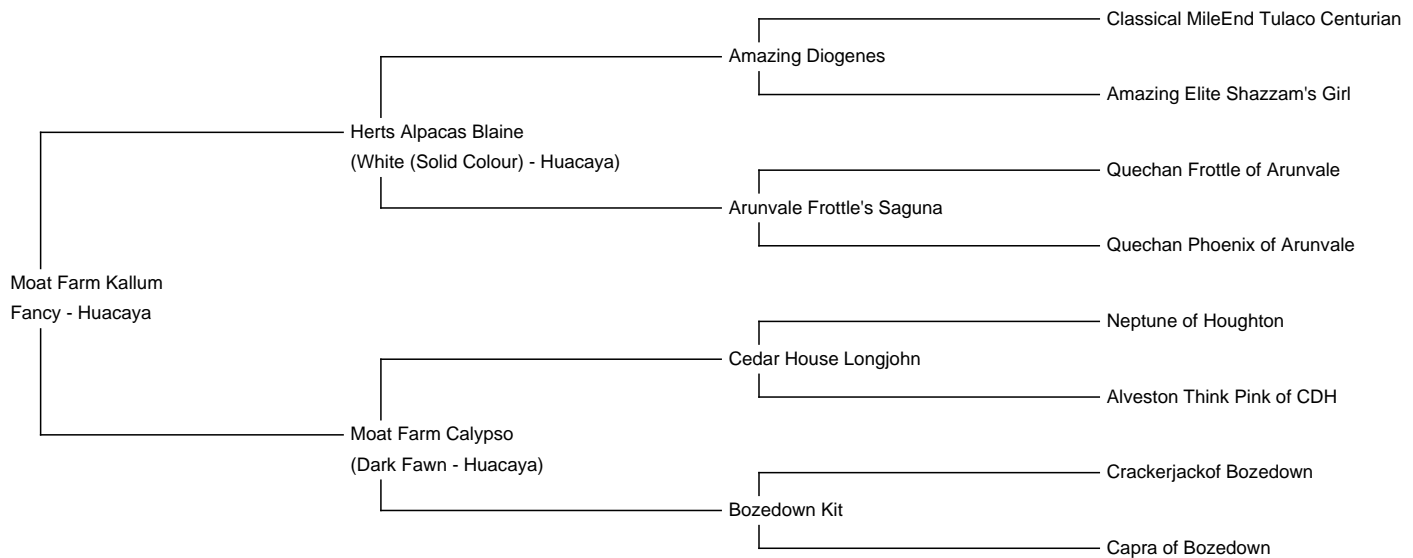 Classical MileEnd Tulaco Centurian
Amazing Diogenes
Amazing Elite Shazzam's Girl
Herts Alpacas Blaine
(White (Solid Colour) - Huacaya)
Quechan Frottle of Arunvale
Arunvale Frottle's Saguna
Quechan Phoenix of Arunvale
Moat Farm Kallum
Fancy - Huacaya
Neptune of Houghton
Cedar House Longjohn
Alveston Think Pink of CDH
Moat Farm Calypso
(Dark Fawn - Huacaya)
Crackerjackof Bozedown
Bozedown Kit
Capra of Bozedown